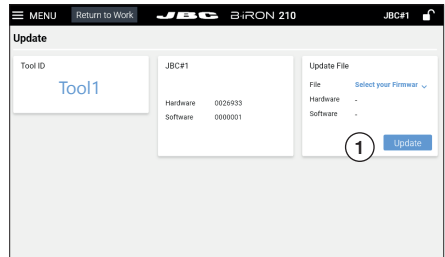 MENU Return to Work JBC B·iRON 210 JBC#1
Update
Tool ID
Tool1
JBC#1
Hardware 0026933
Software 0000001
Update File
File Select your Firmwar
Hardware -
Software -
1 Update